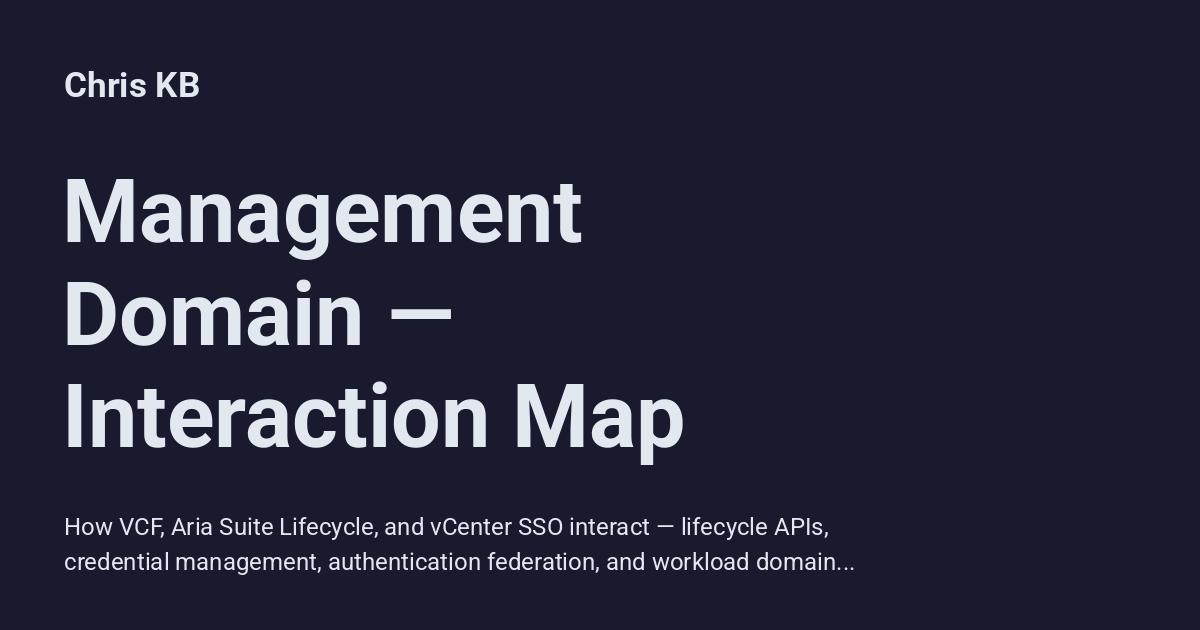 Chris KB
Management
Domain —
Interaction Map
How VCF, Aria Suite Lifecycle, and vCenter SSO interact — lifecycle APIs,
credential management, authentication federation, and workload domain...